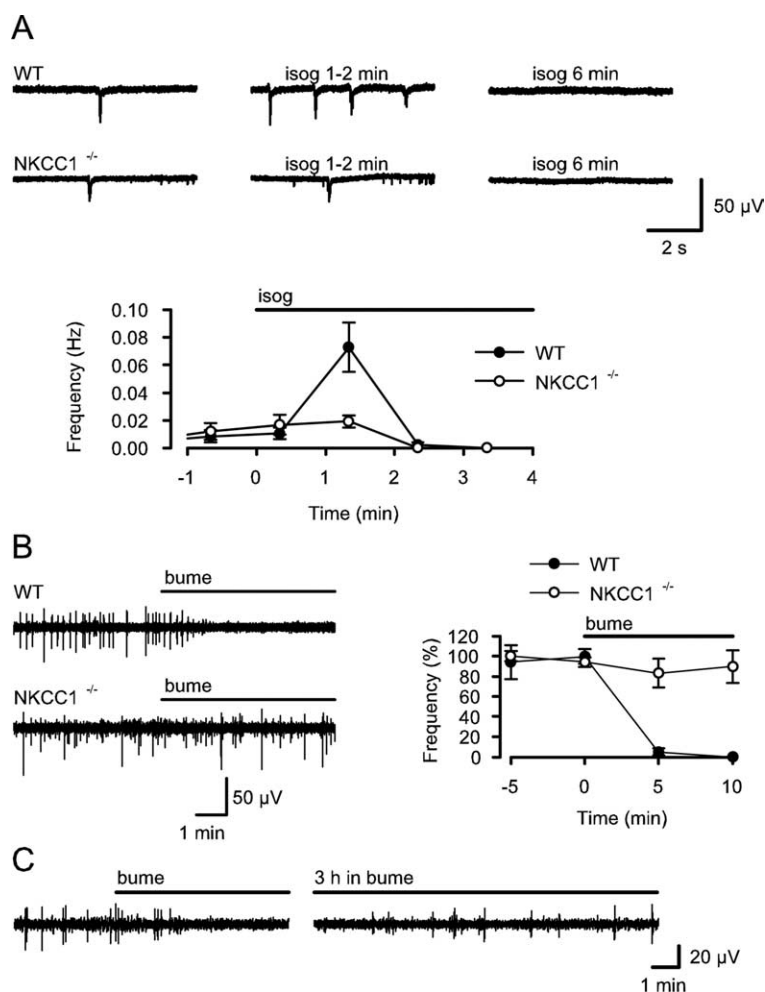 A
WT
isog 1-2 min
isog 6 min
NKCC1 -/-
isog 1-2 min
isog 6 min
50 µV
2 s
isog
0.10
0.08
0.06
0.04
0.02
0.00
Frequency (Hz)
-1 0 1 2 3 4
Time (min)
WT
NKCC1 -/-
B
WT
bume
NKCC1 -/-
bume
50 µV
1 min
WT
NKCC1 -/-
bume
120
100
80
60
40
20
0
Frequency (%)
-5 0 5 10
Time (min)
C
bume
3 h in bume
20 µV
1 min